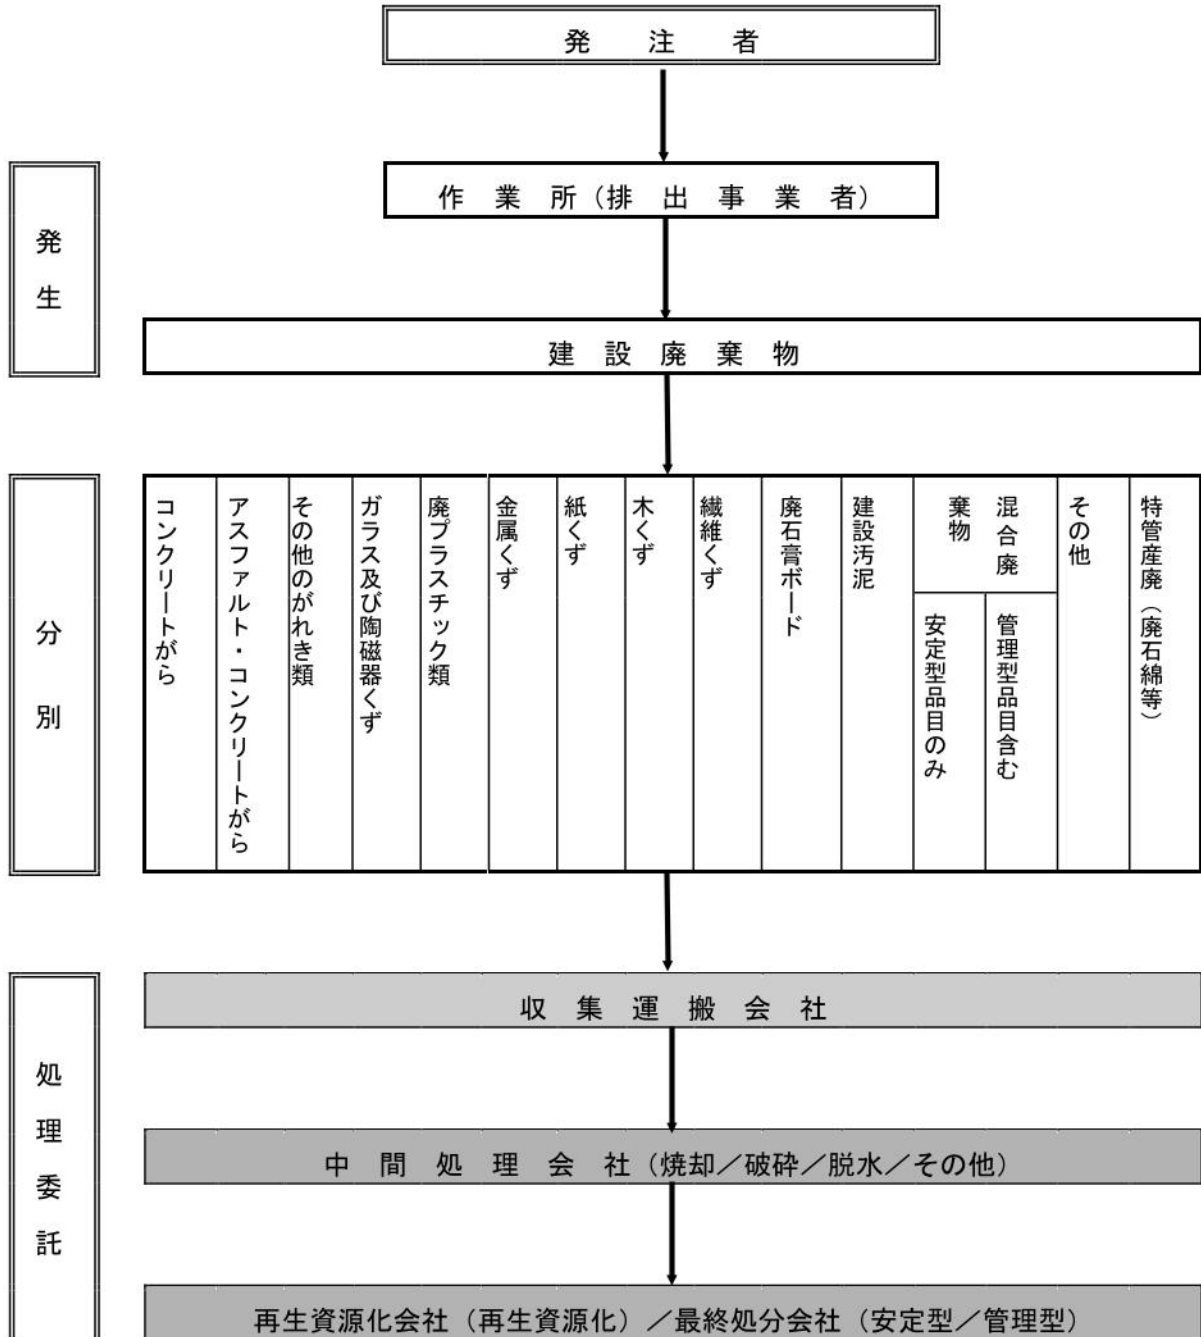 発注者
発生
作業所（排出事業者）
建設廃棄物
分別
コンクリートがら
アスファルト・コンクリートがら
その他のがれき類
ガラス及び陶磁器くず
廃プラスチック類
金属くず
紙くず
木くず
繊維くず
廃石膏ボード
建設汚泥
混合廃
棄物
安定型品目のみ
管理型品目含む
その他
特管産廃（廃石綿等）
処理委託
収集運搬会社
中間処理会社（焼却／破砕／脱水／その他）
再生資源化会社（再生資源化）／最終処分会社（安定型／管理型）